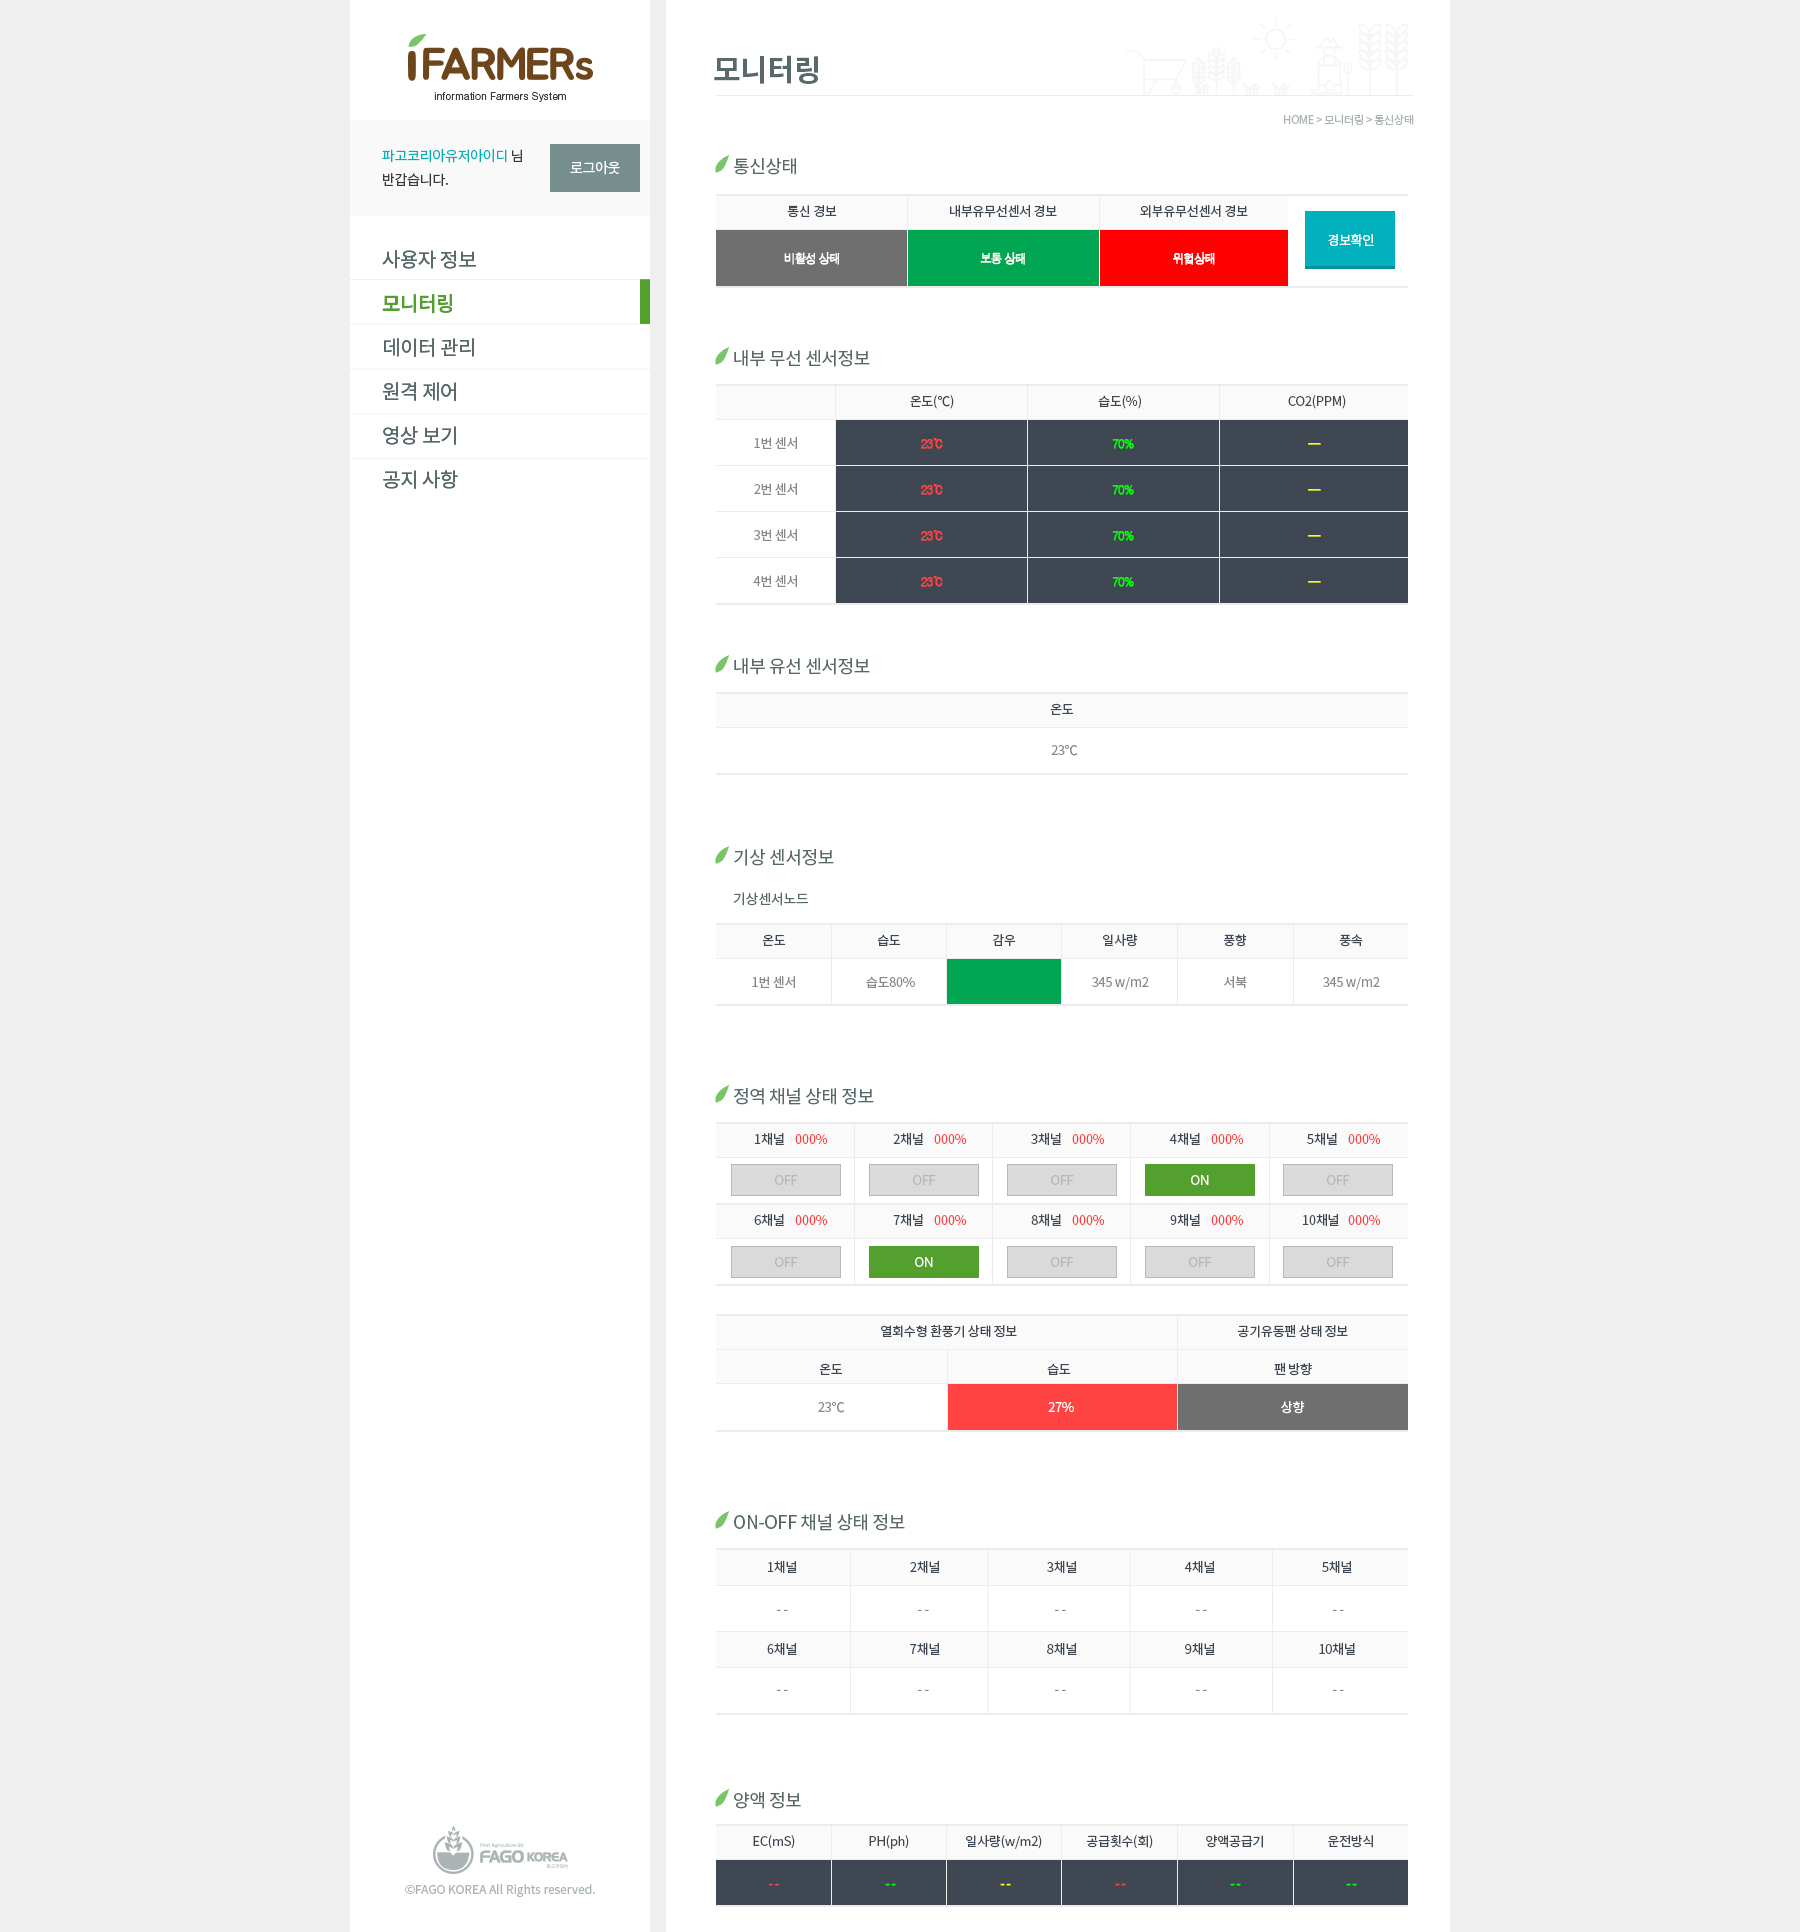 iFARMERs
information Farmers System
파고코리아유저아이디 님
반갑습니다.
로그아웃
사용자 정보
모니터링
데이터 관리
원격 제어
영상 보기
공지 사항
모니터링
HOME > 모니터링 > 통신상태
통신상태
통신 경보 내부유무선센서 경보 외부유무선센서 경보
비활성 상태 보통 상태 위험상태
경보확인
내부 무선 센서정보
온도(℃) 습도(%) CO2(PPM)
1번 센서 23℃ 70% —
2번 센서 23℃ 70% —
3번 센서 23℃ 70% —
4번 센서 23℃ 70% —
내부 유선 센서정보
온도
23℃
기상 센서정보
기상센서노드
온도 습도 감우 일사량 풍향 풍속
1번 센서 습도80% 345 w/m2 서북 345 w/m2
정역 채널 상태 정보
1채널 000% 2채널 000% 3채널 000% 4채널 000% 5채널 000%
OFF OFF OFF ON OFF
6채널 000% 7채널 000% 8채널 000% 9채널 000% 10채널 000%
OFF ON OFF OFF OFF
열회수형 환풍기 상태 정보 공기유동팬 상태 정보
온도 습도 팬 방향
23℃ 27% 상향
ON-OFF 채널 상태 정보
1채널 2채널 3채널 4채널 5채널
- - - - - - - - - -
6채널 7채널 8채널 9채널 10채널
- - - - - - - - - -
양액 정보
EC(mS) PH(ph) 일사량(w/m2) 공급횟수(회) 양액공급기 운전방식
- - - - - - - - - - - -
FAGO KOREA
©FAGO KOREA All Rights reserved.